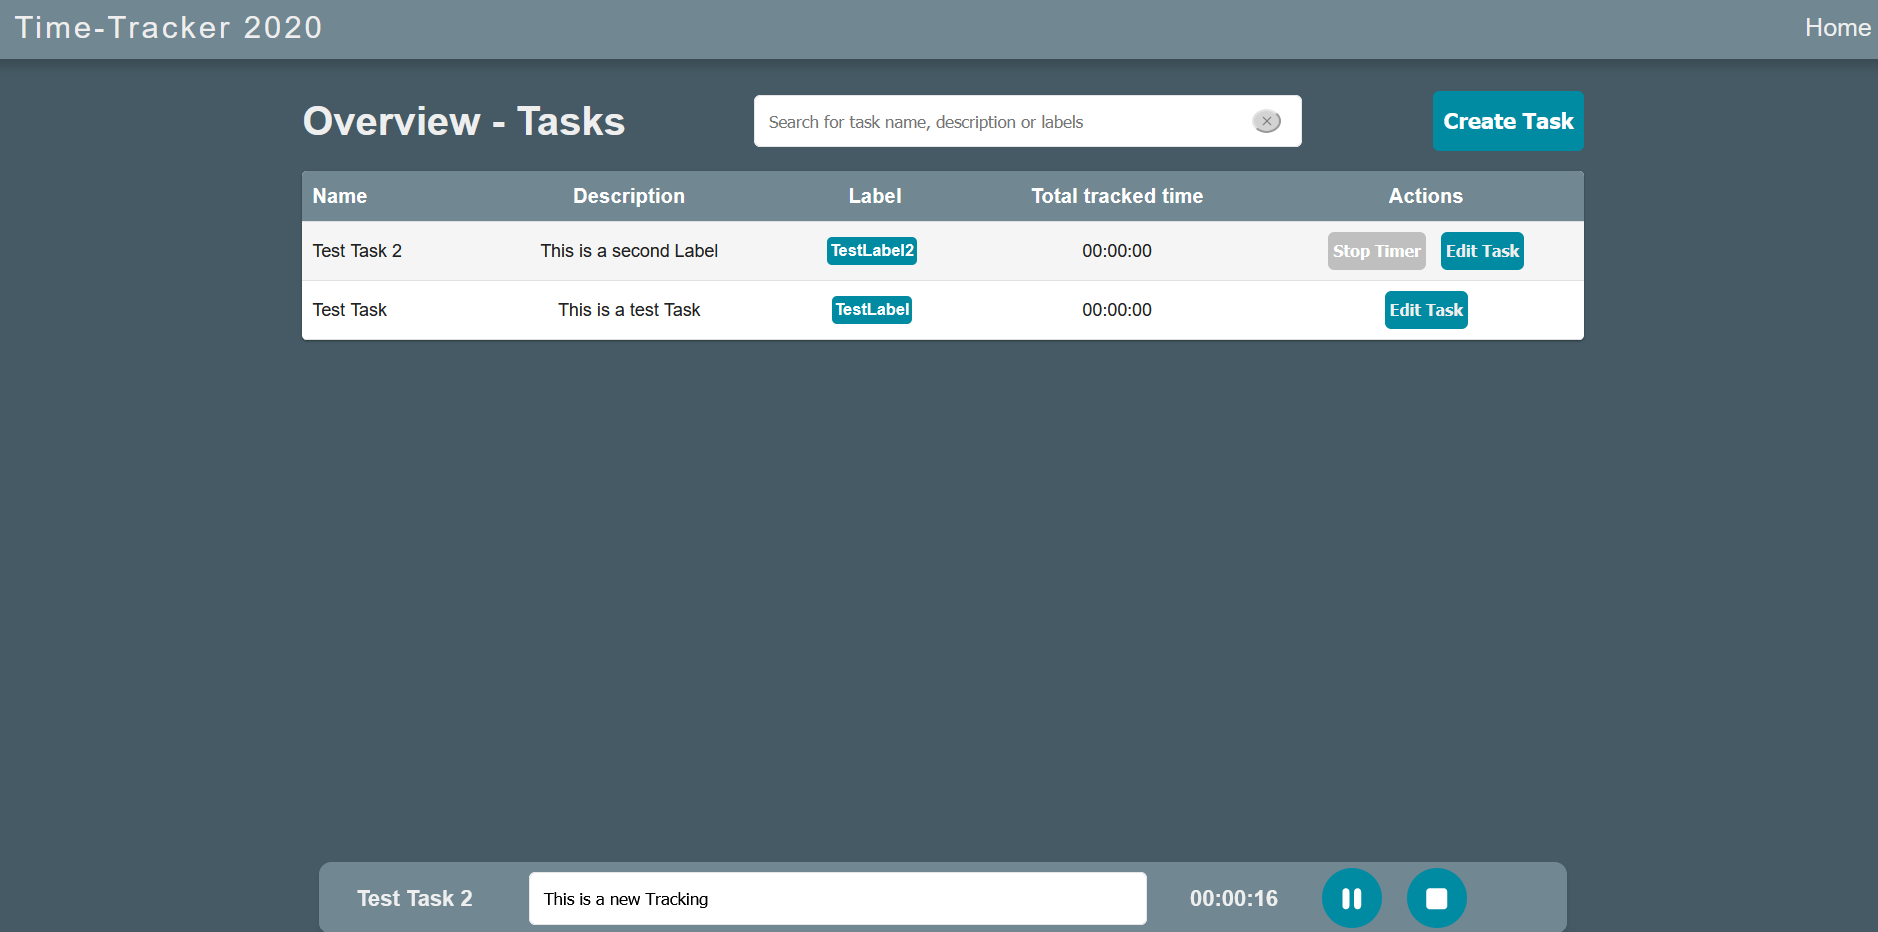 Time-Tracker 2020 Home
Overview - Tasks Search for task name, description or labels Create Task
Name Description Label Total tracked time Actions
Test Task 2 This is a second Label TestLabel2 00:00:00 Stop Timer Edit Task
Test Task This is a test Task TestLabel 00:00:00 Edit Task
Test Task 2 This is a new Tracking 00:00:16